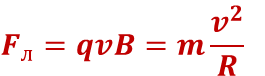 Fл = qvB = m v²/R